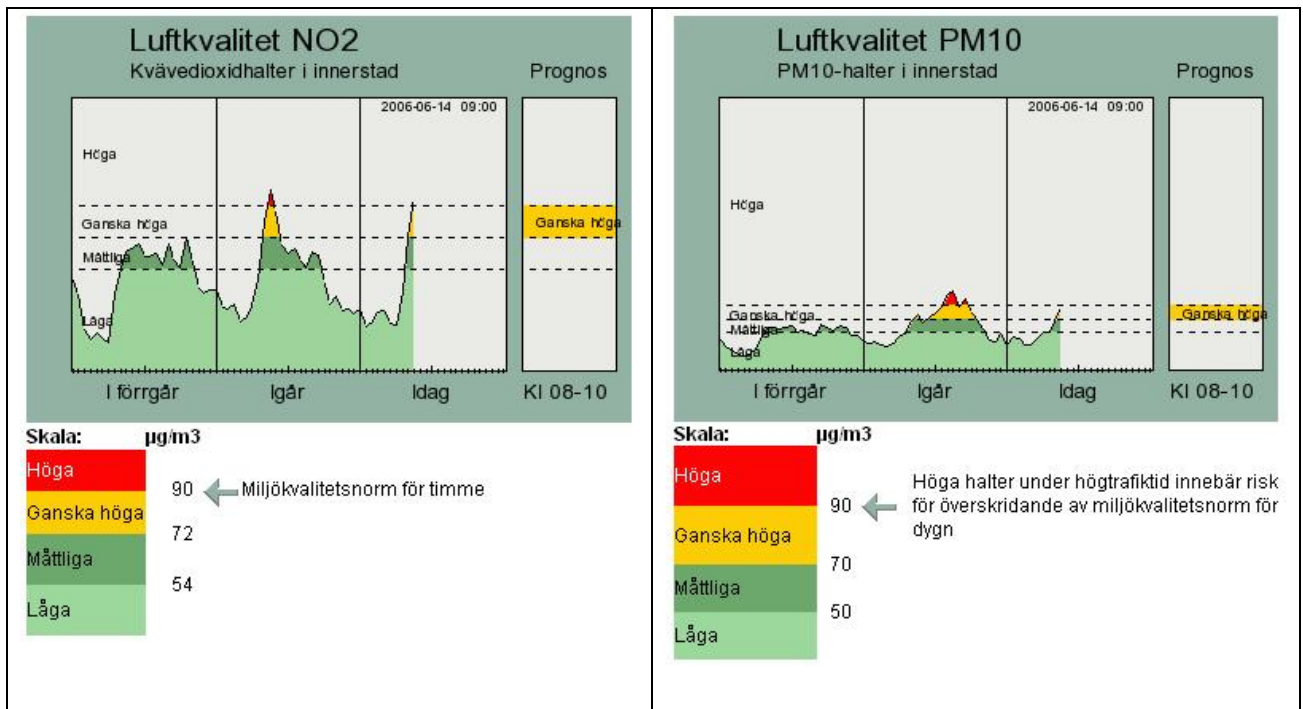 Luftkvalitet NO2
Kvävedioxidhalter i innerstad
Prognos
2006-06-14 09:00
Höga
Ganska höga
Måttliga
Låga
Ganska höga
I förrgår
Igår
Idag
Kl 08-10
Skala:
µg/m3
Höga
90
Miljökvalitetsnorm för timme
Ganska höga
72
Måttliga
54
Låga
Luftkvalitet PM10
PM10-halter i innerstad
Prognos
2006-06-14 09:00
Höga
Ganska höga
Måttliga
Låga
Ganska höga
I förrgår
Igår
Idag
Kl 08-10
Skala:
µg/m3
Höga
90
Höga halter under högtrafiktid innebär risk
för överskridande av miljökvalitetsnorm för
dygn
Ganska höga
70
Måttliga
50
Låga